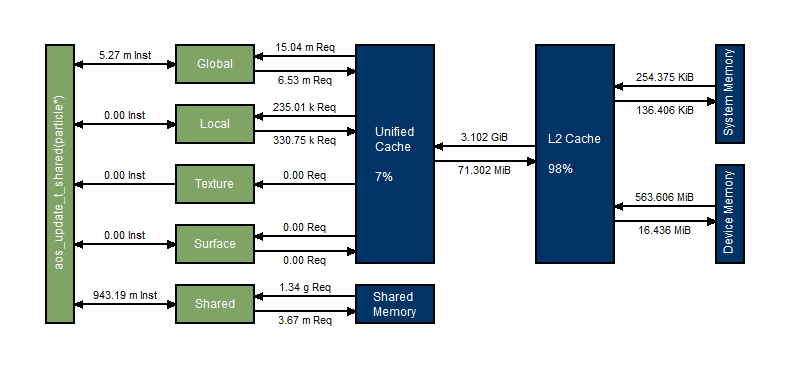 aos_update_t_shared(particle*)
5.27 m Inst
Global
15.04 m Req
6.53 m Req
0.00 Inst
Local
235.01 k Req
330.75 k Req
0.00 Inst
Texture
0.00 Req
0.00 Inst
Surface
0.00 Req
0.00 Req
943.19 m Inst
Shared
1.34 g Req
3.67 m Req
Unified
Cache
7%
Shared
Memory
3.102 GiB
71.302 MiB
L2 Cache
98%
254.375 KiB
136.406 KiB
System Memory
563.606 MiB
16.436 MiB
Device Memory